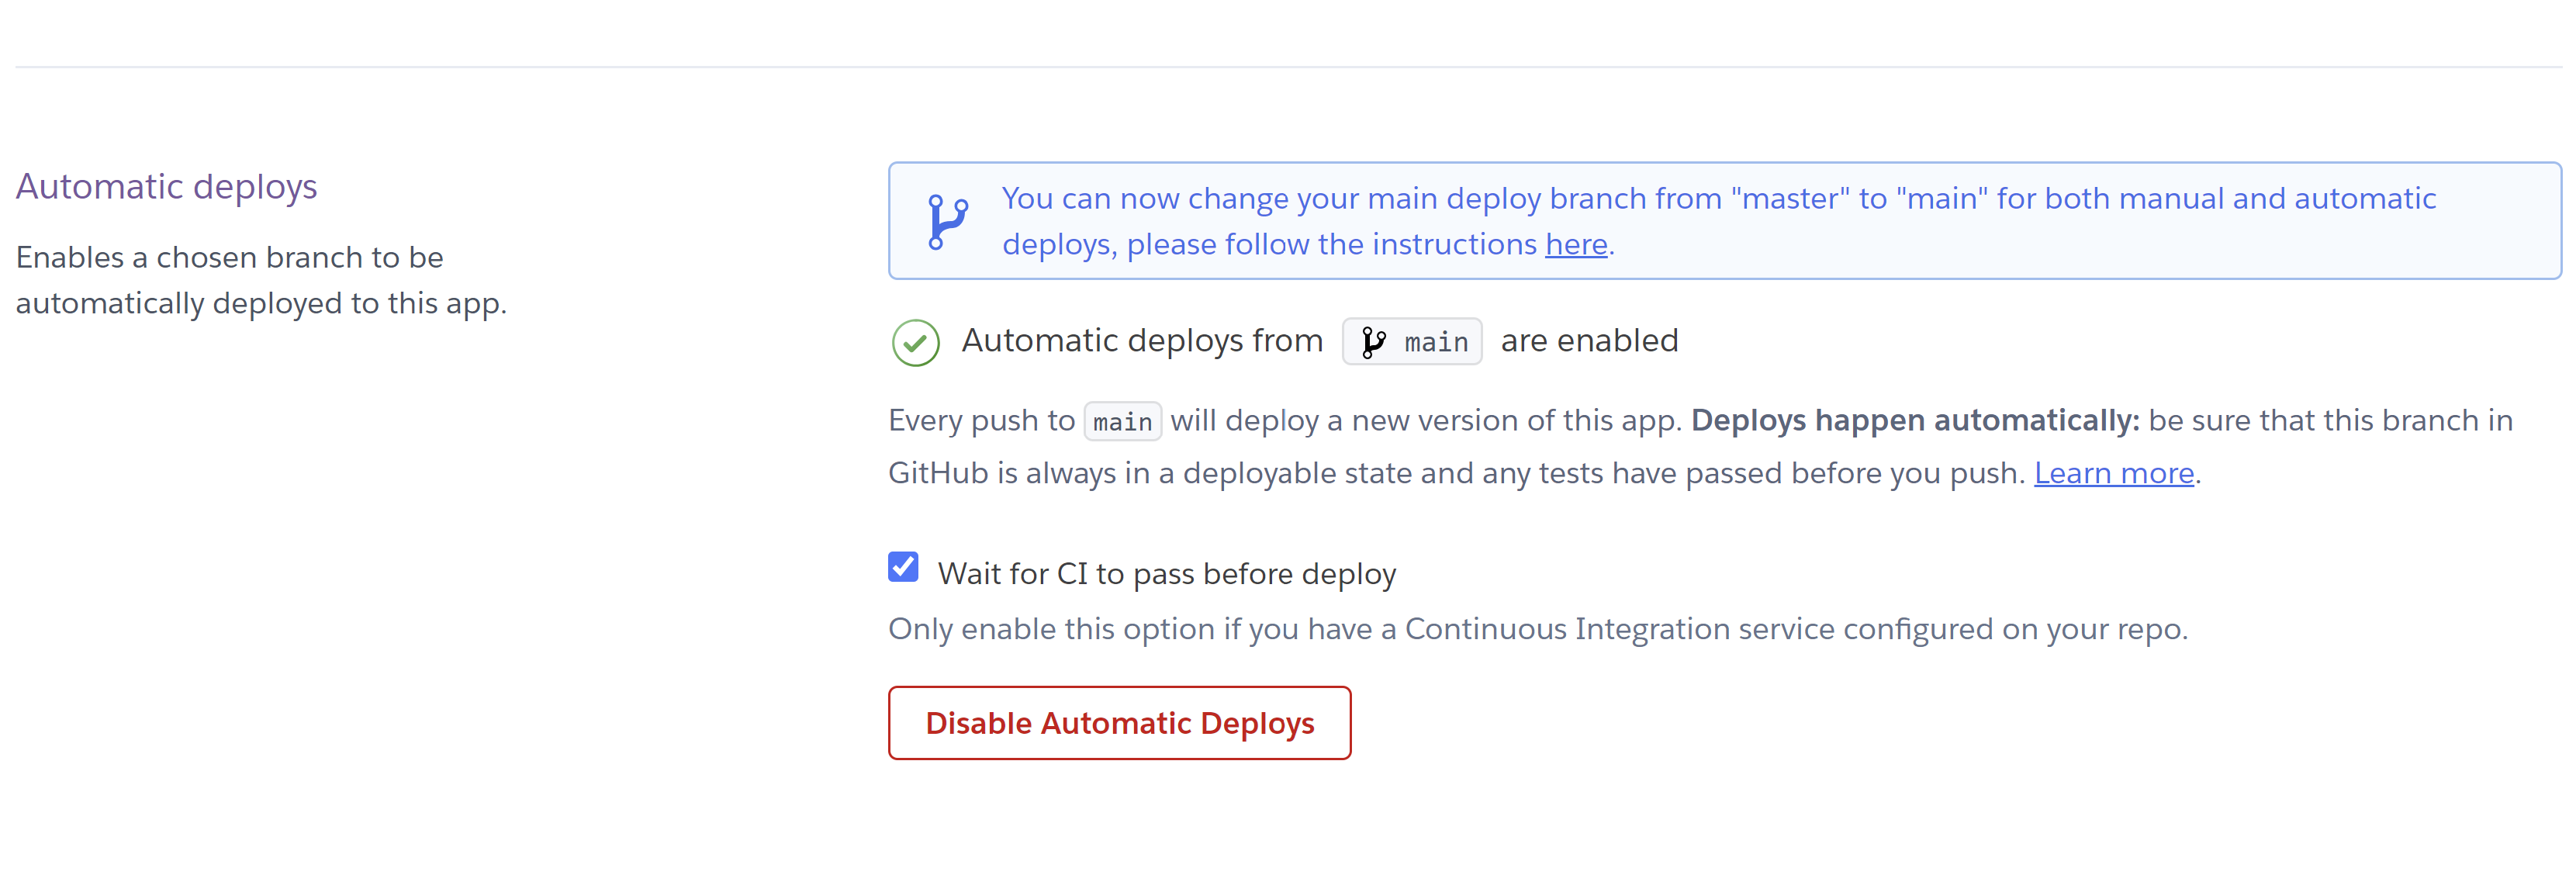 Automatic deploys
Enables a chosen branch to be
automatically deployed to this app.
You can now change your main deploy branch from "master" to "main" for both manual and automatic
deploys, please follow the instructions here.
Automatic deploys from main are enabled
Every push to main will deploy a new version of this app. Deploys happen automatically: be sure that this branch in
GitHub is always in a deployable state and any tests have passed before you push. Learn more.
Wait for CI to pass before deploy
Only enable this option if you have a Continuous Integration service configured on your repo.
Disable Automatic Deploys